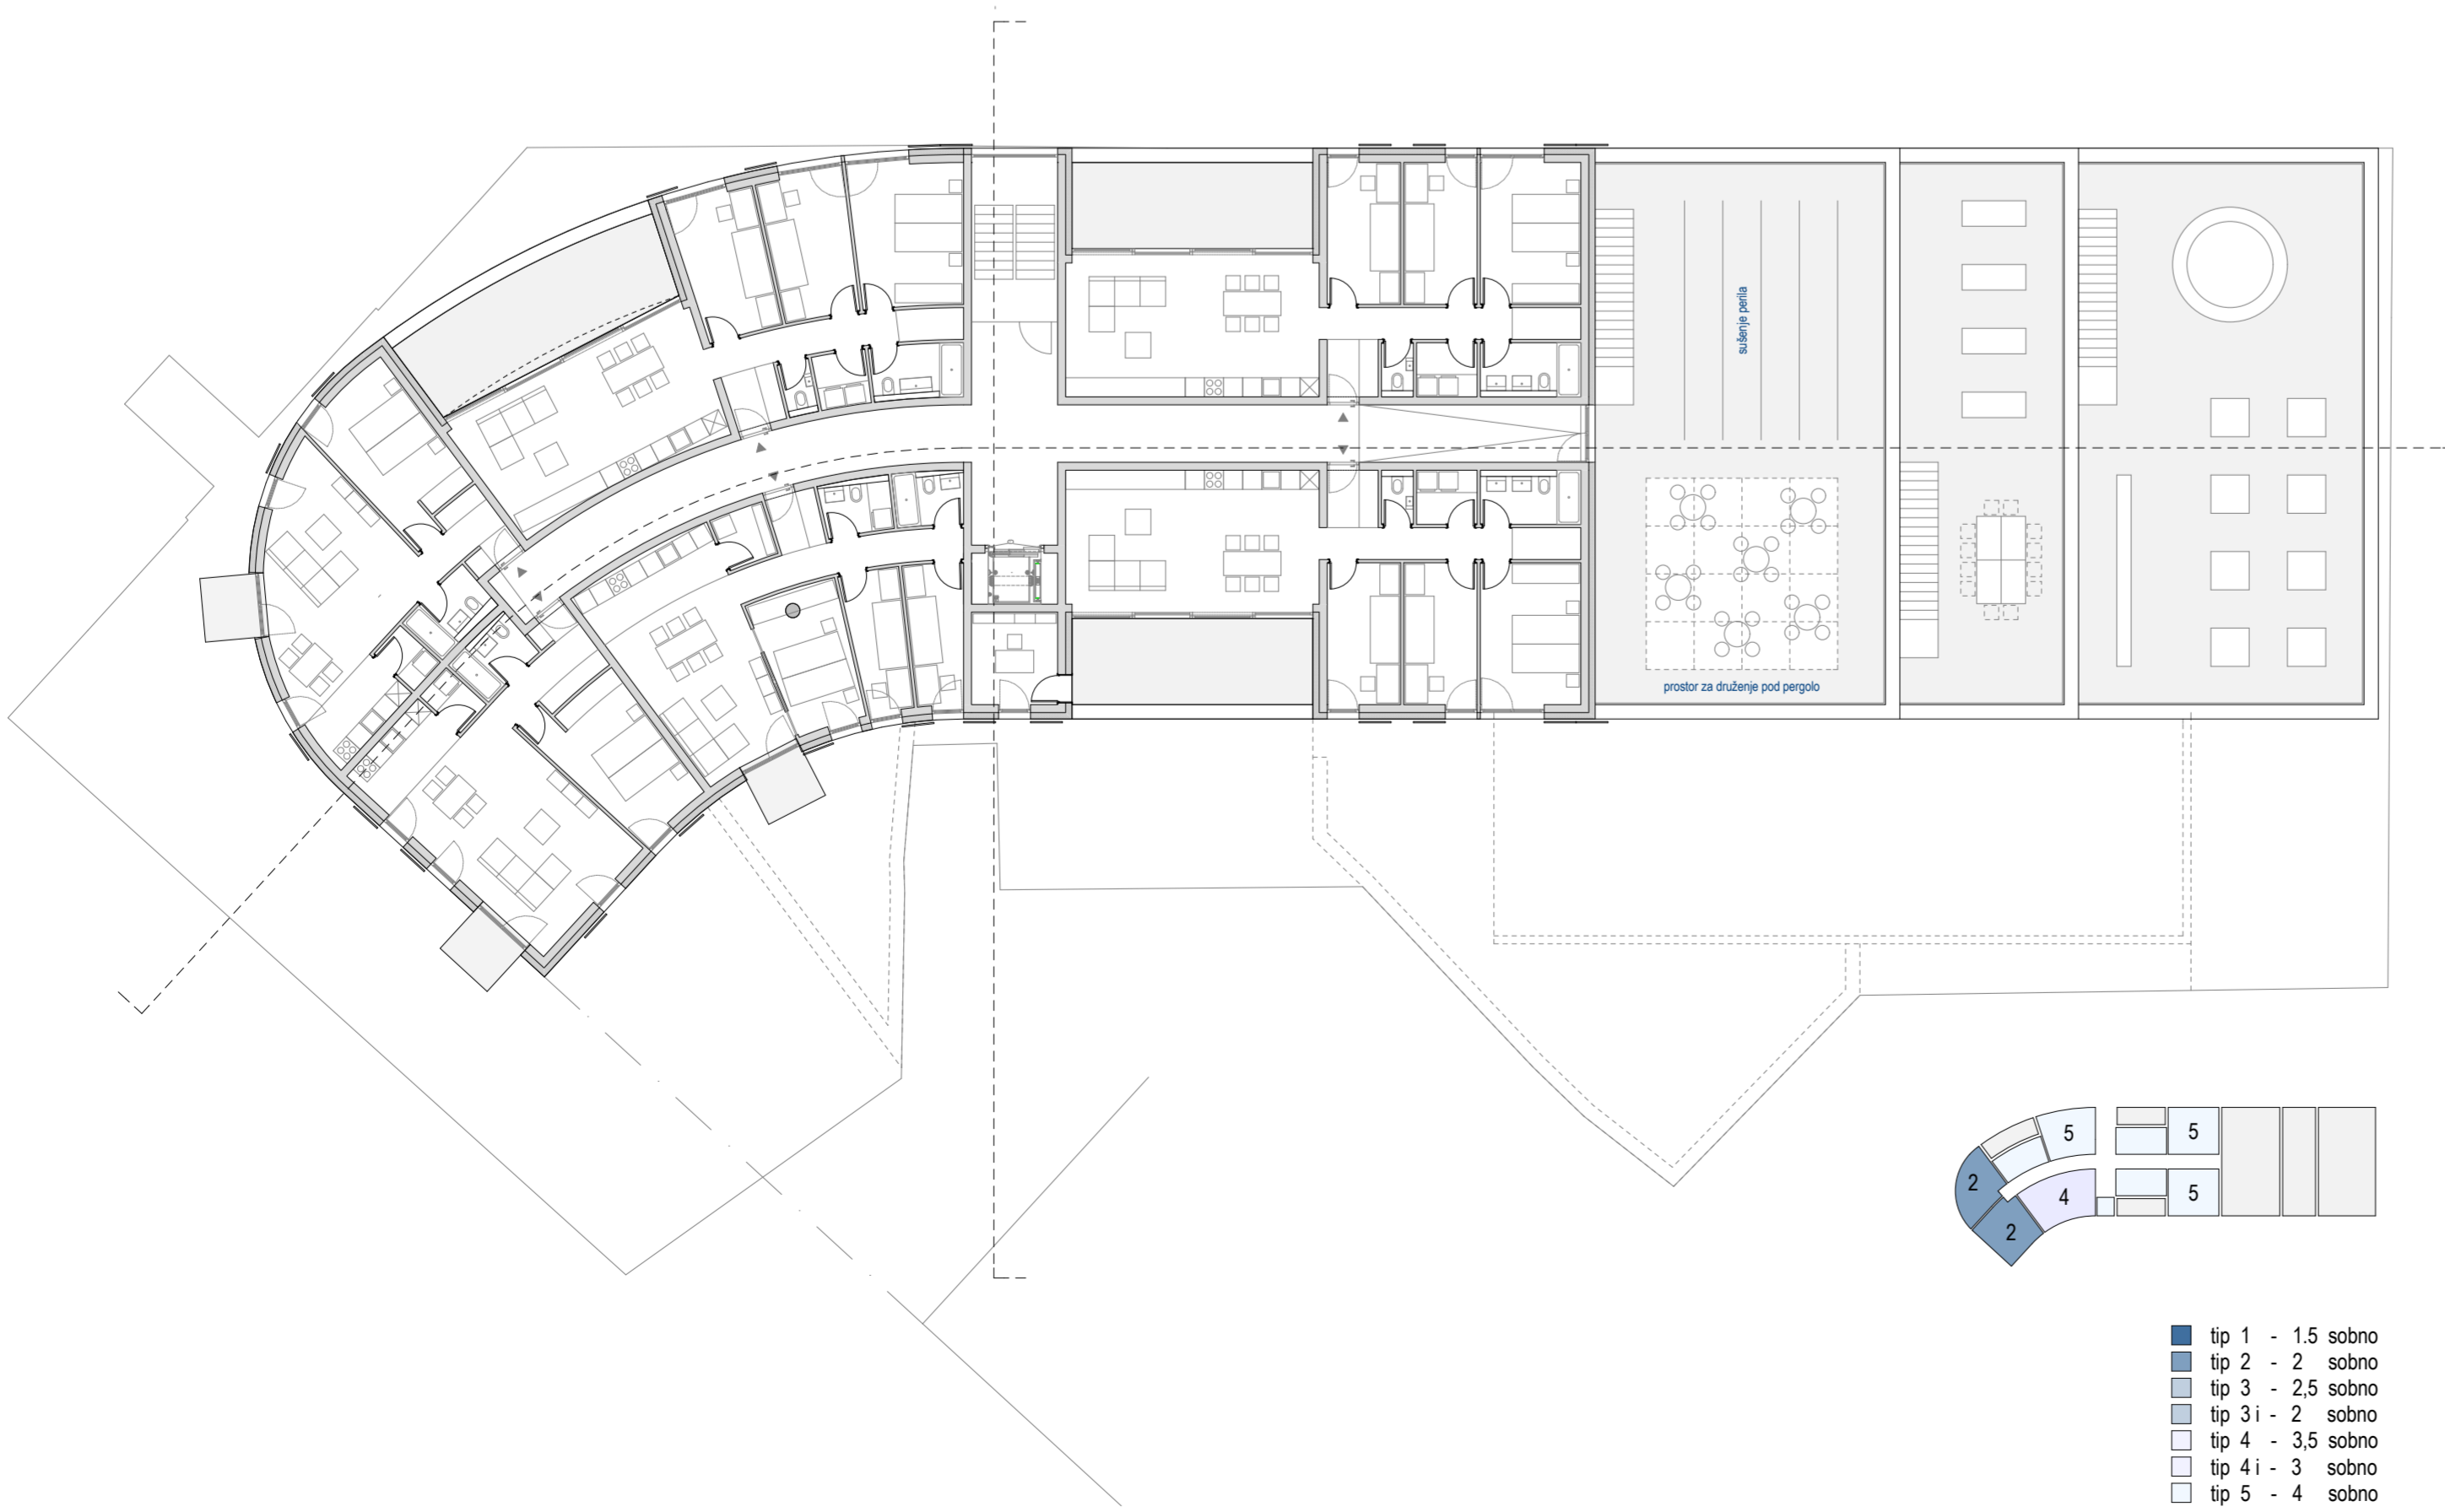 sušenje perila
prostor za druženje pod pergolo
5
5
2
4
5
2
tip 1 - 1.5 sobno
tip 2 - 2 sobno
tip 3 - 2,5 sobno
tip 3 i - 2 sobno
tip 4 - 3,5 sobno
tip 4 i - 3 sobno
tip 5 - 4 sobno